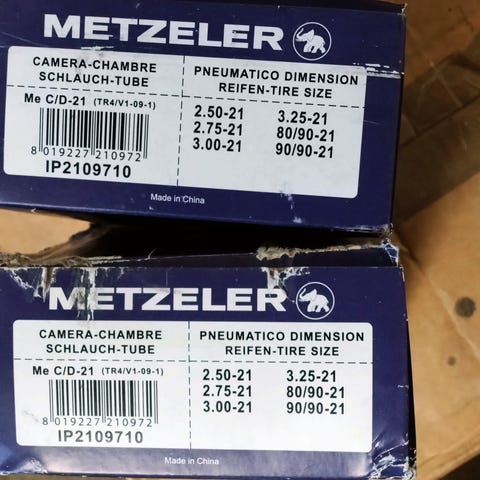 METZELER
CAMERA-CHAMBRE
SCHLAUCH-TUBE
Me C/D-21 (TR4/V1-09-1)
8 019227 210972
IP2109710
PNEUMATICO DIMENSION
REIFEN-TIRE SIZE
2.50-21 3.25-21
2.75-21 80/90-21
3.00-21 90/90-21
Made in China
METZELER
CAMERA-CHAMBRE
SCHLAUCH-TUBE
Me C/D-21 (TR4/V1-09-1)
8 019227 210972
IP2109710
PNEUMATICO DIMENSION
REIFEN-TIRE SIZE
2.50-21 3.25-21
2.75-21 80/90-21
3.00-21 90/90-21
Made in China